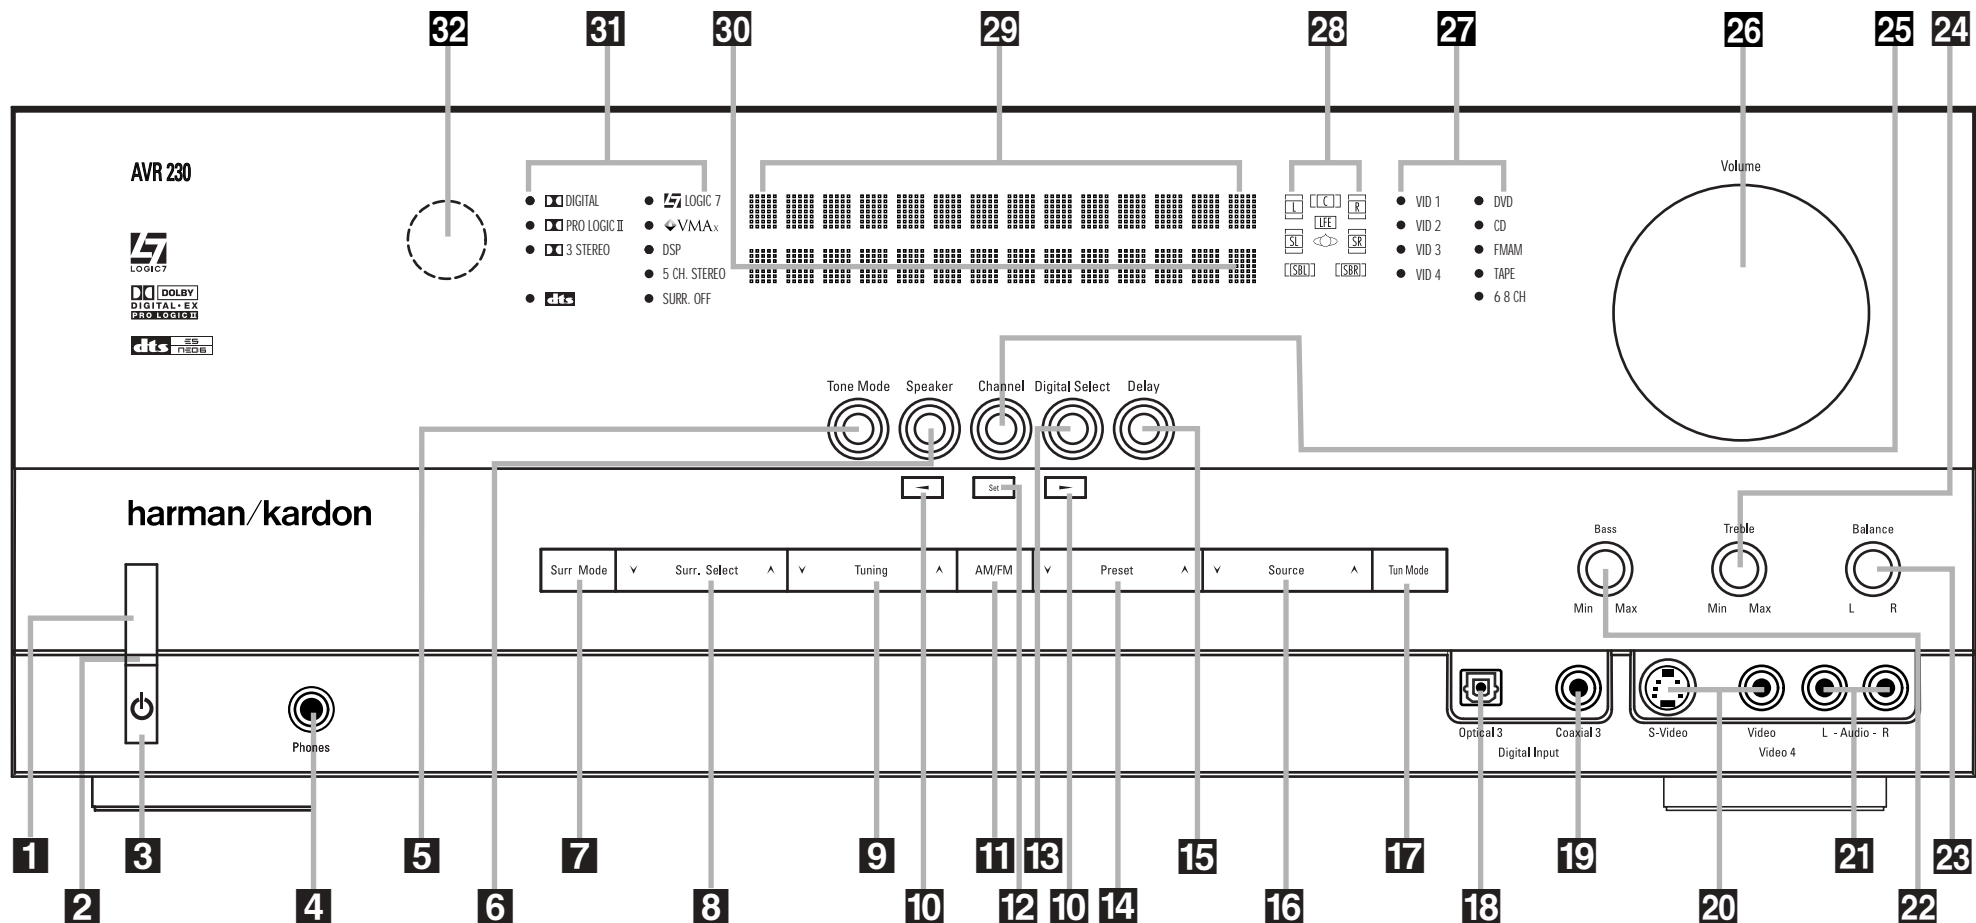 32 31 30 29 28 27 26 25 24
AVR 230
Volume
DIGITAL
LOGIC 7
PRO LOGIC II
VMAx
3 STEREO
DSP
5 CH. STEREO
dts
SURR. OFF
L C R
LFE
SL SR
SBL SBR
VID 1 DVD
VID 2 CD
VID 3 FMAM
VID 4 TAPE
6 8 CH
LOGIC7
DOLBY
DIGITAL·EX
PRO LOGIC II
dts ES
NEO:6
Tone Mode Speaker Channel Digital Select Delay
Set
harman/kardon
Surr Mode Surr. Select Tuning AM/FM Preset Source Tun Mode
Bass Treble Balance
Min Max Min Max L R
Phones
Optical 3 Coaxial 3 S-Video Video L - Audio - R
Digital Input Video 4
1 3 5 7 9 11 13 15 17 19 21 23
2 4 6 8 10 12 10 14 16 18 20 22